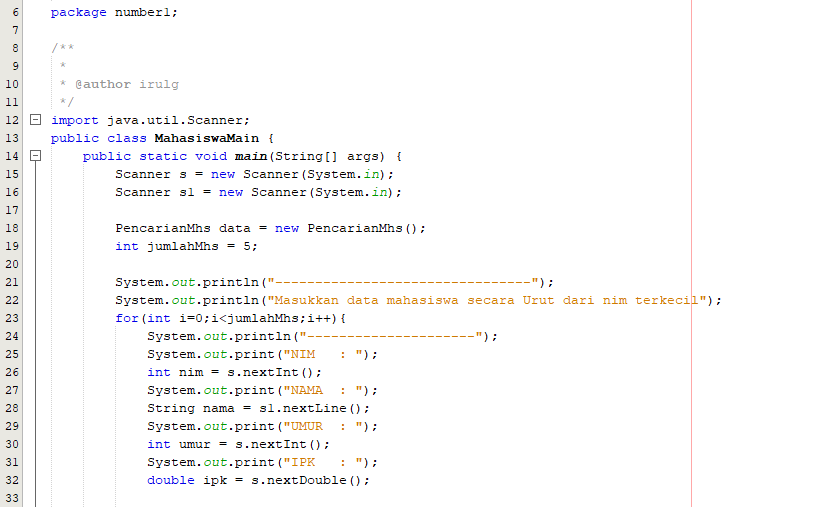 6 package number1;
7
8 /**
9 *
10 * @author irulg
11 */
12 import java.util.Scanner;
13 public class MahasiswaMain {
14 public static void main(String[] args) {
15 Scanner s = new Scanner(System.in);
16 Scanner s1 = new Scanner(System.in);
17
18 PencarianMhs data = new PencarianMhs();
19 int jumlahMhs = 5;
20
21 System.out.println("--------------------------------");
22 System.out.println("Masukkan data mahasiswa secara Urut dari nim terkecil");
23 for(int i=0;i<jumlahMhs;i++){
24 System.out.println("---------------------");
25 System.out.print("NIM   : ");
26 int nim = s.nextInt();
27 System.out.print("NAMA  : ");
28 String nama = s1.nextLine();
29 System.out.print("UMUR  : ");
30 int umur = s.nextInt();
31 System.out.print("IPK   : ");
32 double ipk = s.nextDouble();
33